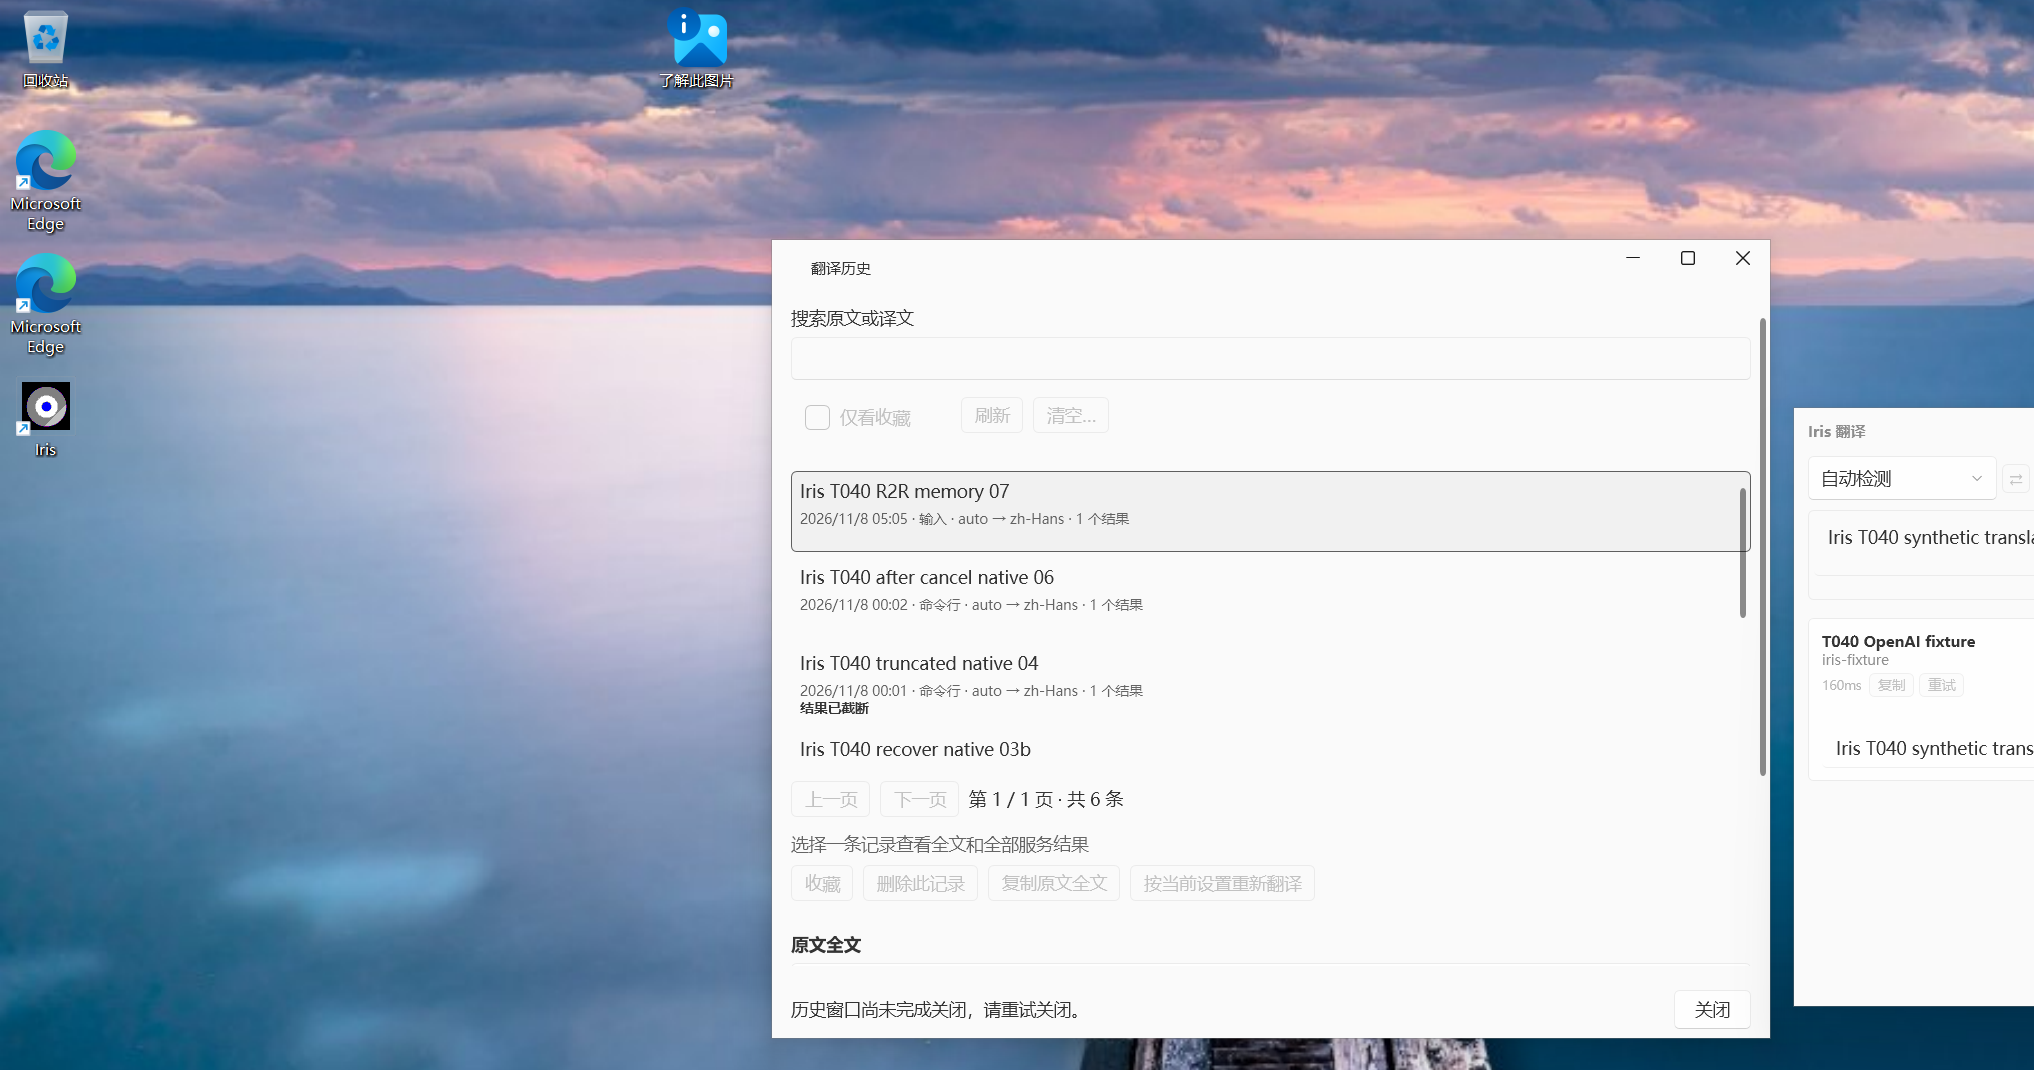 回收站
了解此图片
Microsoft
Edge
Microsoft
Edge
Iris
翻译历史
搜索原文或译文
仅看收藏
刷新
清空...
Iris T040 R2R memory 07
2026/11/8 05:05 · 输入 · auto → zh-Hans · 1 个结果
Iris T040 after cancel native 06
2026/11/8 00:02 · 命令行 · auto → zh-Hans · 1 个结果
Iris T040 truncated native 04
2026/11/8 00:01 · 命令行 · auto → zh-Hans · 1 个结果
结果已截断
Iris T040 recover native 03b
上一页
下一页
第 1 / 1 页 · 共 6 条
选择一条记录查看全文和全部服务结果
收藏
删除此记录
复制原文全文
按当前设置重新翻译
原文全文
历史窗口尚未完成关闭，请重试关闭。
关闭
Iris 翻译
自动检测
Iris T040 synthetic transla
T040 OpenAI fixture
iris-fixture
160ms
复制
重试
Iris T040 synthetic trans